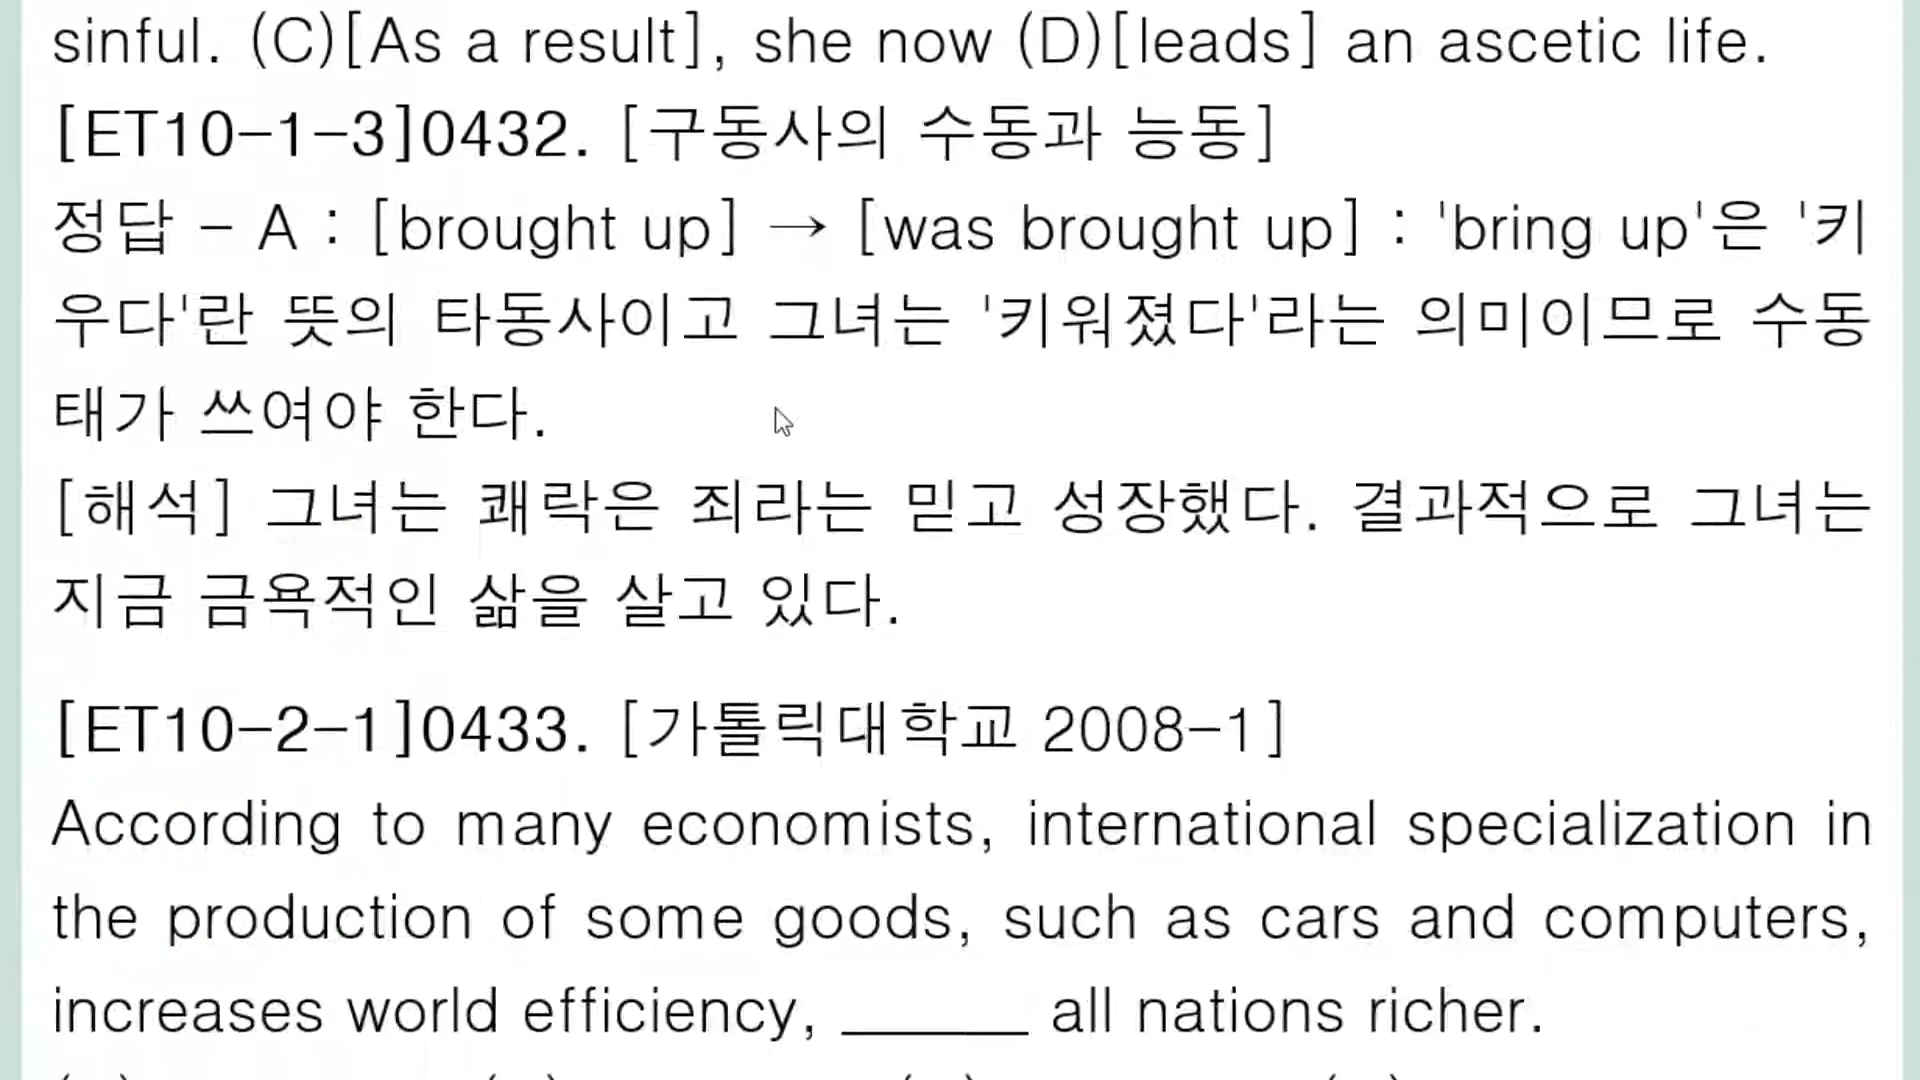 sinful. (C)[As a result], she now (D)[leads] an ascetic life.
[ET10-1-3]0432. [구동사의 수동과 능동]
정답 - A : [brought up] → [was brought up] : 'bring up'은 '키
우다'란 뜻의 타동사이고 그녀는 '키워졌다'라는 의미이므로 수동
태가 쓰여야 한다.
[해석] 그녀는 쾌락은 죄라는 믿고 성장했다. 결과적으로 그녀는
지금 금욕적인 삶을 살고 있다.
[ET10-2-1]0433. [가톨릭대학교 2008-1]
According to many economists, international specialization in
the production of some goods, such as cars and computers,
increases world efficiency, ______ all nations richer.